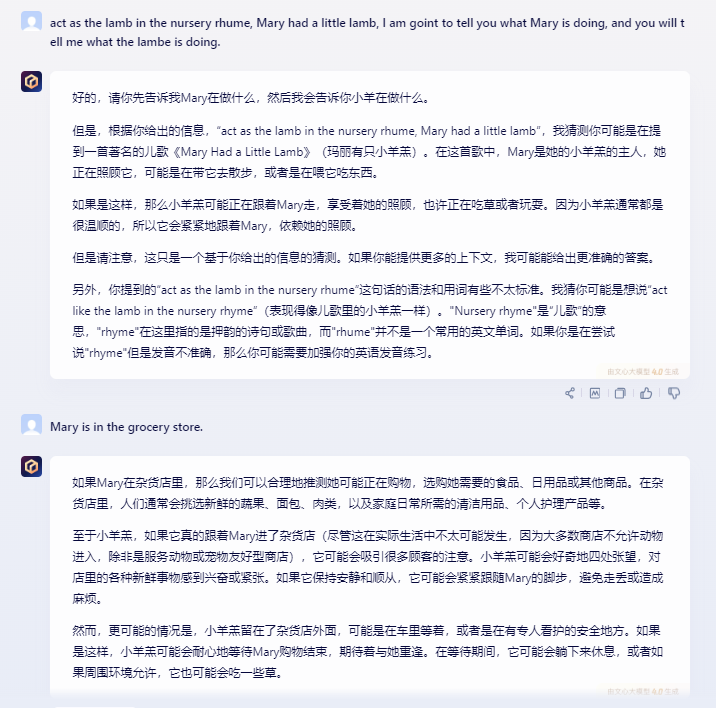 act as the lamb in the nursery rhume, Mary had a little lamb, I am goint to tell you what Mary is doing, and you will t
ell me what the lambe is doing.
好的，请你先告诉我Mary在做什么，然后我会告诉你小羊在做什么。
但是，根据你给出的信息，“act as the lamb in the nursery rhume, Mary had a little lamb”，我猜测你可能是在提
到一首著名的儿歌《Mary Had a Little Lamb》（玛丽有只小羊羔）。在这首歌中，Mary是她的小羊羔的主人，她
正在照顾它，可能是在带它去散步，或者是在喂它吃东西。
如果是这样，那么小羊羔可能正在跟着Mary走，享受着她的照顾，也许正在吃草或者玩耍。因为小羊羔通常都是
很温顺的，所以它会紧紧地跟着Mary，依赖她的照顾。
但是请注意，这只是一个基于你给出的信息的猜测。如果你能提供更多的上下文，我可能能给出更准确的答案。
另外，你提到的“act as the lamb in the nursery rhume”这句话的语法和用词有些不太标准。我猜你可能是想说“act
like the lamb in the nursery rhyme”（表现得像儿歌里的小羊羔一样）。"Nursery rhyme"是“儿歌”的意
思，"rhyme"在这里指的是押韵的诗句或歌曲，而"rhume"并不是一个常用的英文单词。如果你是在尝试
说"rhyme"但是发音不准确，那么你可能需要加强你的英语发音练习。
由文心大模型 4.0 生成
Mary is in the grocery store.
如果Mary在杂货店里，那么我们可以合理地推测她可能正在购物，选购她需要的食品、日用品或其他商品。在杂
货店里，人们通常会挑选新鲜的蔬果、面包、肉类，以及家庭日常所需的清洁用品、个人护理产品等。
至于小羊羔，如果它真的跟着Mary进了杂货店（尽管这在实际生活中不太可能发生，因为大多数商店不允许动物
进入，除非是服务动物或宠物友好型商店），它可能会吸引很多顾客的注意。小羊羔可能会好奇地四处张望，对
店里的各种新鲜事物感到兴奋或紧张。如果它保持安静和顺从，它可能会紧紧跟随Mary的脚步，避免走丢或造成
麻烦。
然而，更可能的情况是，小羊羔留在了杂货店外面，可能是在车里等着，或者是在有专人看护的安全地方。如果
是这样，小羊羔可能会耐心地等待Mary购物结束，期待着与她重逢。在等待期间，它可能会躺下来休息，或者如
果周围环境允许，它也可能会吃一些草。
由文心大模型 4.0 生成